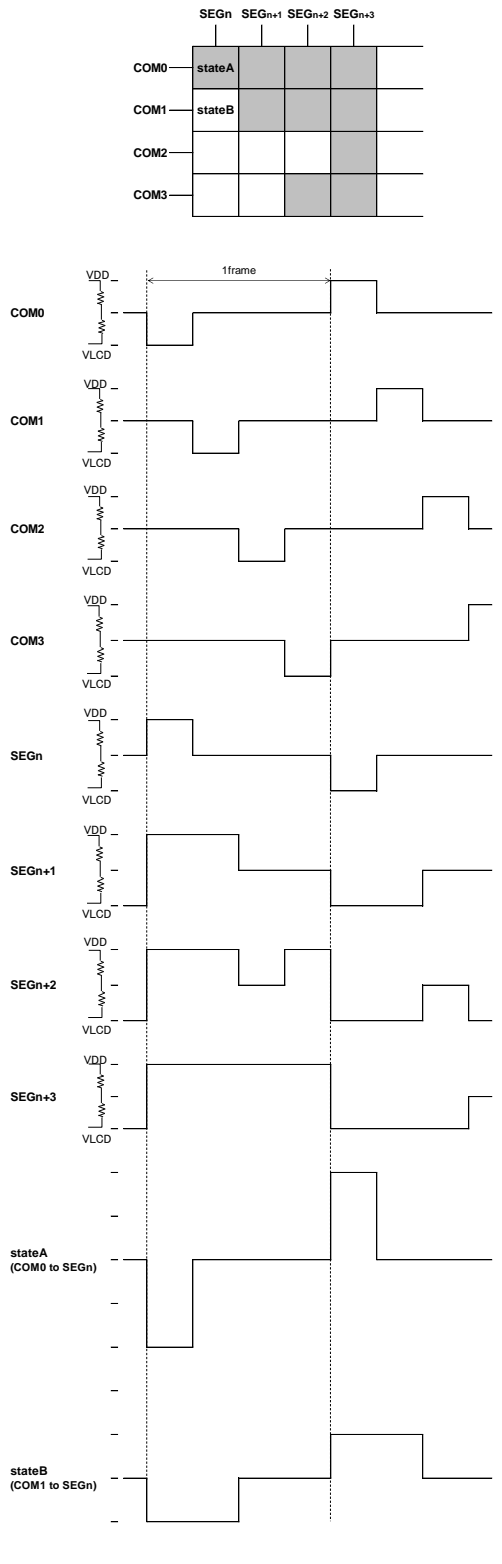 SEGn SEGn+1 SEGn+2 SEGn+3
COM0 stateA
COM1 stateB
COM2
COM3
1frame
VDD
COM0
VLCD
VDD
COM1
VLCD
VDD
COM2
VLCD
VDD
COM3
VLCD
VDD
SEGn
VLCD
VDD
SEGn+1
VLCD
VDD
SEGn+2
VLCD
VDD
SEGn+3
VLCD
stateA
(COM0 to SEGn)
stateB
(COM1 to SEGn)